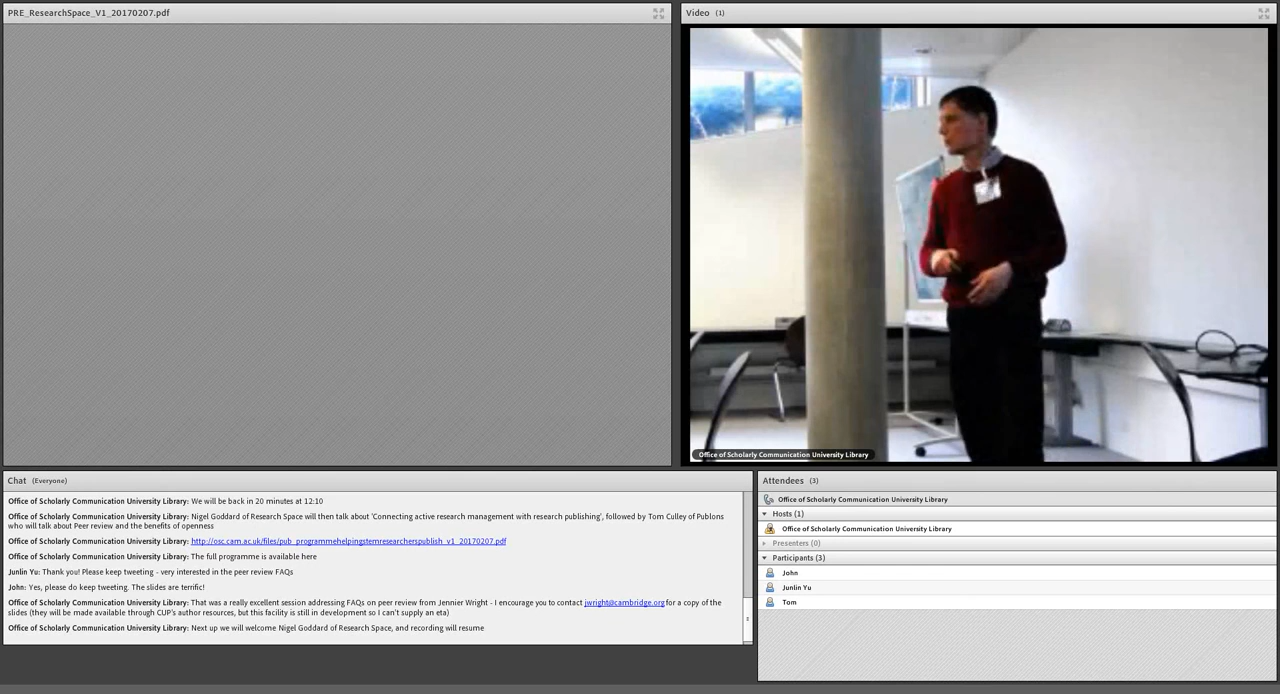 PRE_ResearchSpace_V1_20170207.pdf
Video (1)
Office of Scholarly Communication University Library
Chat (Everyone)
Office of Scholarly Communication University Library: We will be back in 20 minutes at 12:10
Office of Scholarly Communication University Library: Nigel Goddard of Research Space will then talk about 'Connecting active research management with research publishing', followed by Tom Culley of Publons
who will talk about Peer review and the benefits of openness
Office of Scholarly Communication University Library: http://osc.cam.ac.uk/files/pub_programmehelpingstemresearcherspublish_v1_20170207.pdf
Office of Scholarly Communication University Library: The full programme is available here
Junlin Yu: Thank you! Please keep tweeting - very interested in the peer review FAQs
John: Yes, please do keep tweeting. The slides are terrific!
Office of Scholarly Communication University Library: That was a really excellent session addressing FAQs on peer review from Jennier Wright - I encourage you to contact jwright@cambridge.org for a copy of the
slides (they will be made available through CUP's author resources, but this facility is still in development so I can't supply an eta)
Office of Scholarly Communication University Library: Next up we will welcome Nigel Goddard of Research Space, and recording will resume
Attendees (3)
Office of Scholarly Communication University Library
Hosts (1)
Office of Scholarly Communication University Library
Presenters (0)
Participants (3)
John
Junlin Yu
Tom